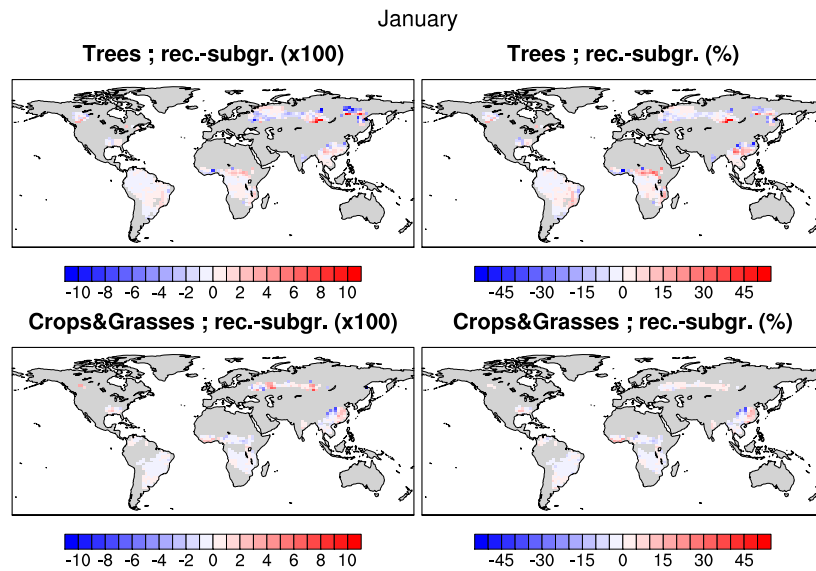 January
Trees ; rec.-subgr. (x100)
Trees ; rec.-subgr. (%)
-10 -8 -6 -4 -2 0 2 4 6 8 10
-45 -30 -15 0 15 30 45
Crops&Grasses ; rec.-subgr. (x100)
Crops&Grasses ; rec.-subgr. (%)
-10 -8 -6 -4 -2 0 2 4 6 8 10
-45 -30 -15 0 15 30 45